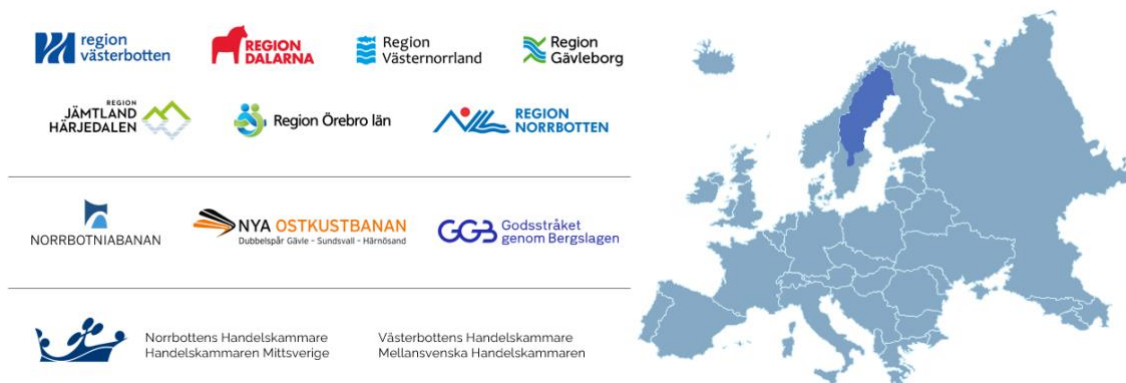 region
västerbotten
REGION
DALARNA
Region
Västernorrland
Region
Gävleborg
REGION
JÄMTLAND
HÄRJEDALEN
Region Örebro län
REGION
NORRBOTTEN
NORRBOTNIABANAN
NYA OSTKUSTBANAN
Dubbelspår Gävle - Sundsvall - Härnösand
GGB
Godsstråket
genom Bergslagen
Norrbottens Handelskammare
Handelskammaren Mittsverige
Västerbottens Handelskammare
Mellansvenska Handelskammaren